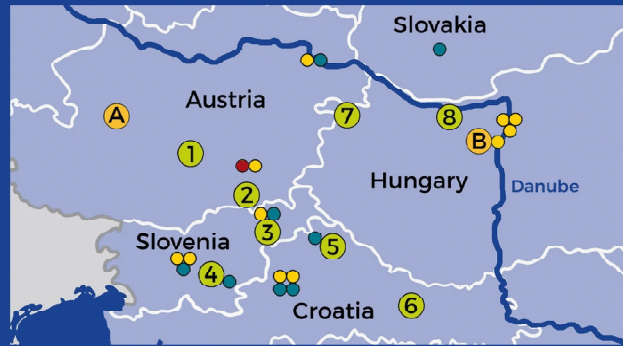 Slovakia
Austria
A
7
8
1
B
Hungary
Danube
2
3
Slovenia
5
4
Croatia
6